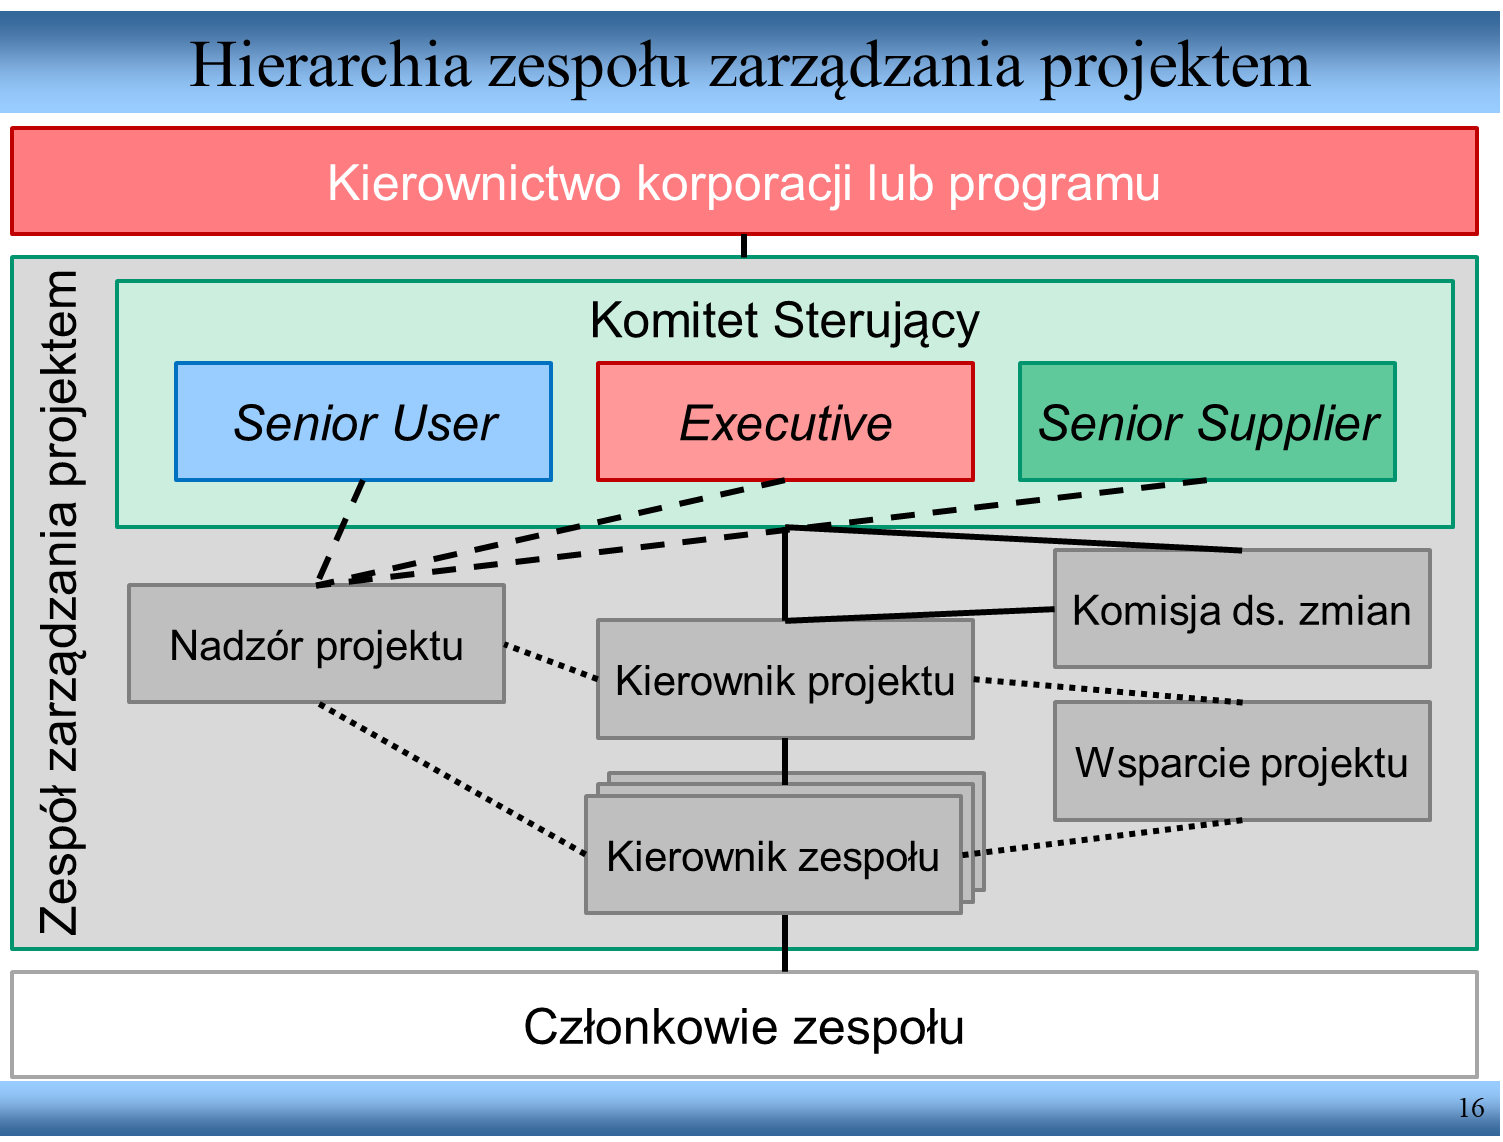 Hierarchia zespołu zarządzania projektem
Kierownictwo korporacji lub programu
Zespół zarządzania projektem
Komitet Sterujący
Senior User
Executive
Senior Supplier
Nadzór projektu
Kierownik projektu
Komisja ds. zmian
Wsparcie projektu
Kierownik zespołu
Członkowie zespołu
16